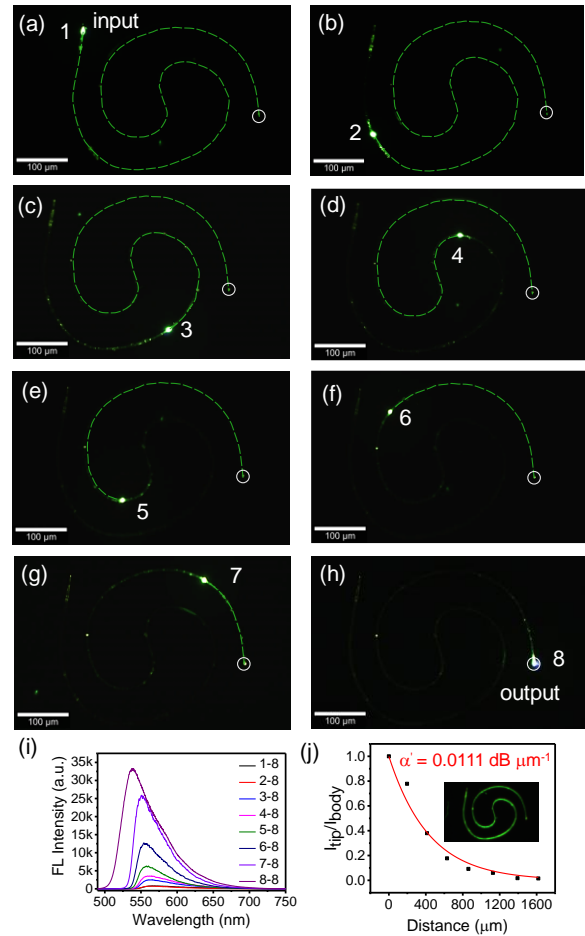 (a) 1 input
100 µm
(b) 2
100 µm
(c) 3
100 µm
(d) 4
100 µm
(e) 5
100 µm
(f) 6
100 µm
(g) 7
100 µm
(h) 8
output
100 µm
(i)
FL Intensity (a.u.)
35k
30k
25k
20k
15k
10k
5k
0
500 550 600 650 700 750
Wavelength (nm)
1-8
2-8
3-8
4-8
5-8
6-8
7-8
8-8
(j)
α' = 0.0111 dB µm⁻¹
Itip/Ibody
1.0
0.8
0.6
0.4
0.2
0.0
0 400 800 1200 1600
Distance (µm)